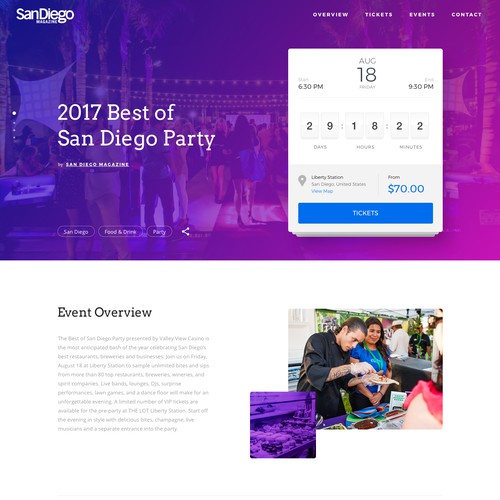 SanDiego
MAGAZINE
OVERVIEW TICKETS EVENTS CONTACT
2017 Best of
San Diego Party
by SAN DIEGO MAGAZINE
San Diego Food & Drink Party
AUG
18
FRIDAY
Start
6:30 PM
End
9:30 PM
2 9 : 1 8 : 2 2
DAYS HOURS MINUTES
Liberty Station
San Diego, United States
View Map
From
$70.00
TICKETS
Event Overview
The Best of San Diego Party presented by Valley View Casino is
the most anticipated bash of the year celebrating San Diego's
best restaurants, breweries and businesses. Join us on Friday,
August 18 at Liberty Station to sample unlimited bites and sips
from more than 80 top restaurants, breweries, wineries, and
spirit companies. Live bands, lounges, DJs, surprise
performances, lawn games, and a dance floor will make for an
unforgettable evening. A limited number of VIP tickets are
available for the pre-party at THE LOT Liberty Station. Start off
the evening in style with delicious bites, champagne, live
musicians and a separate entrance into the party.